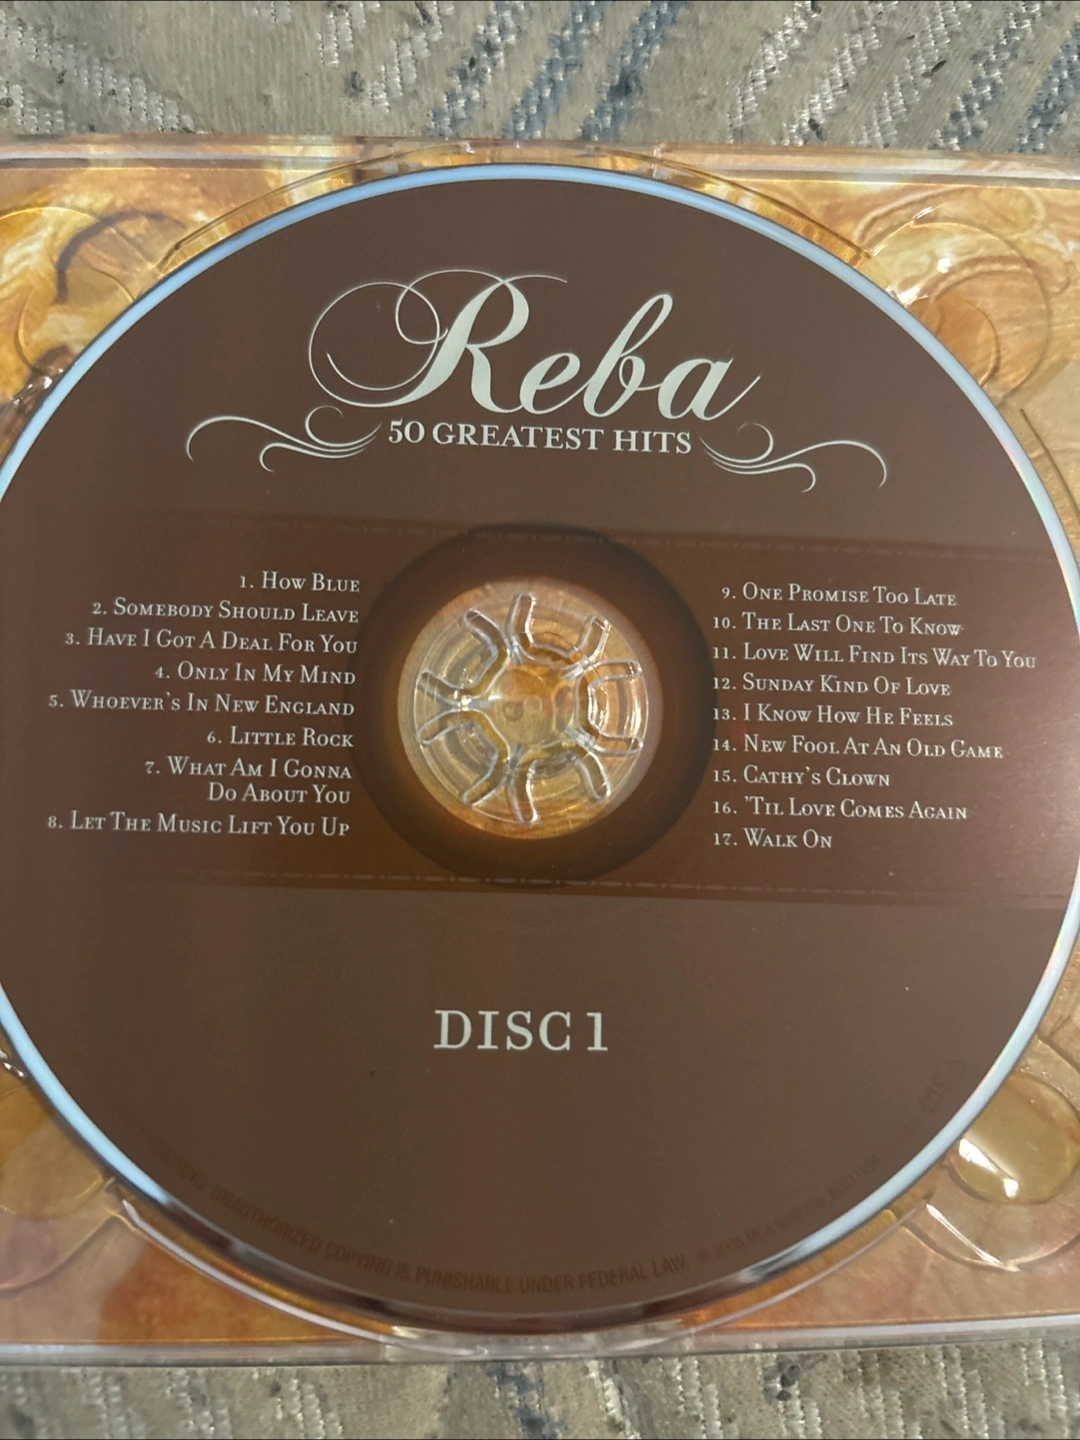 Reba
50 GREATEST HITS
1. How Blue
2. Somebody Should Leave
3. Have I Got A Deal For You
4. Only In My Mind
5. Whoever's In New England
6. Little Rock
7. What Am I Gonna
Do About You
8. Let The Music Lift You Up
9. One Promise Too Late
10. The Last One To Know
11. Love Will Find Its Way To You
12. Sunday Kind Of Love
13. I Know How He Feels
14. New Fool At An Old Game
15. Cathy's Clown
16. 'Til Love Comes Again
17. Walk On
DISC 1
UNAUTHORIZED COPYING IS PUNISHABLE UNDER FEDERAL LAW.